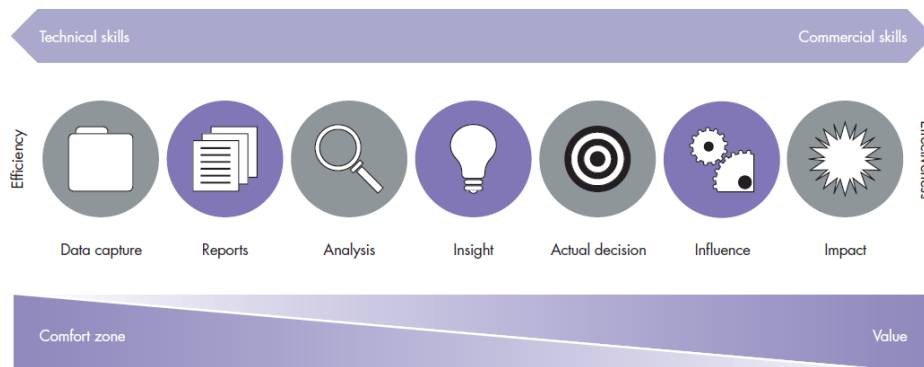 Technical skills
Commercial skills
Efficiency
Data capture
Reports
Analysis
Insight
Actual decision
Influence
Impact
Comfort zone
Value